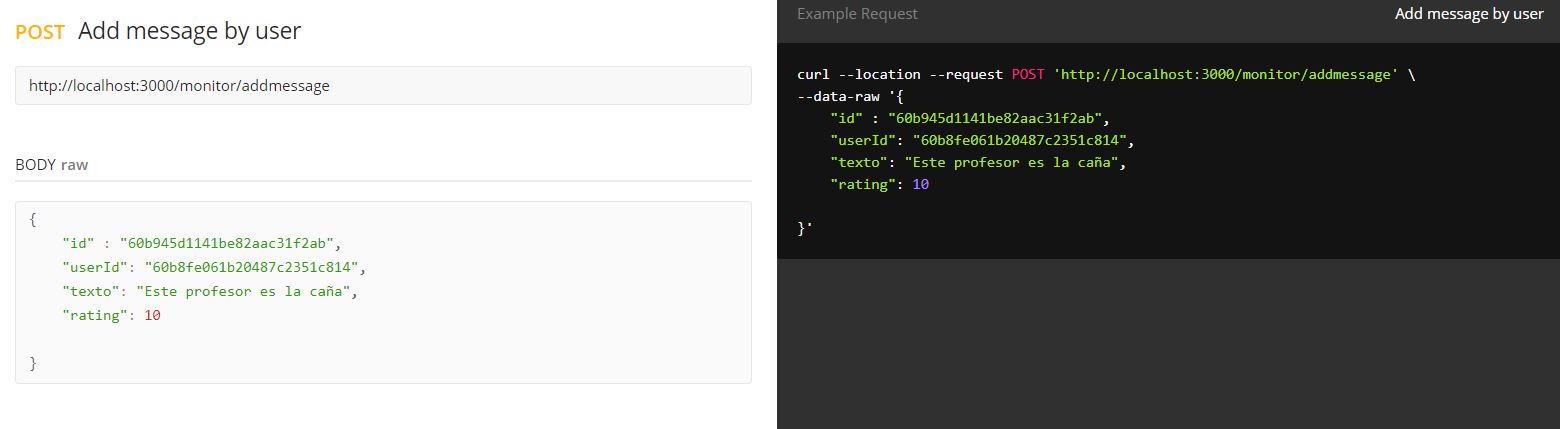 POST Add message by user
http://localhost:3000/monitor/addmessage
BODY raw
{
    "id" : "60b945d1141be82aac31f2ab",
    "userId": "60b8fe061b20487c2351c814",
    "texto": "Este profesor es la caña",
    "rating": 10
}
Example Request
Add message by user
curl --location --request POST 'http://localhost:3000/monitor/addmessage' \
--data-raw '{
    "id" : "60b945d1141be82aac31f2ab",
    "userId": "60b8fe061b20487c2351c814",
    "texto": "Este profesor es la caña",
    "rating": 10
}'